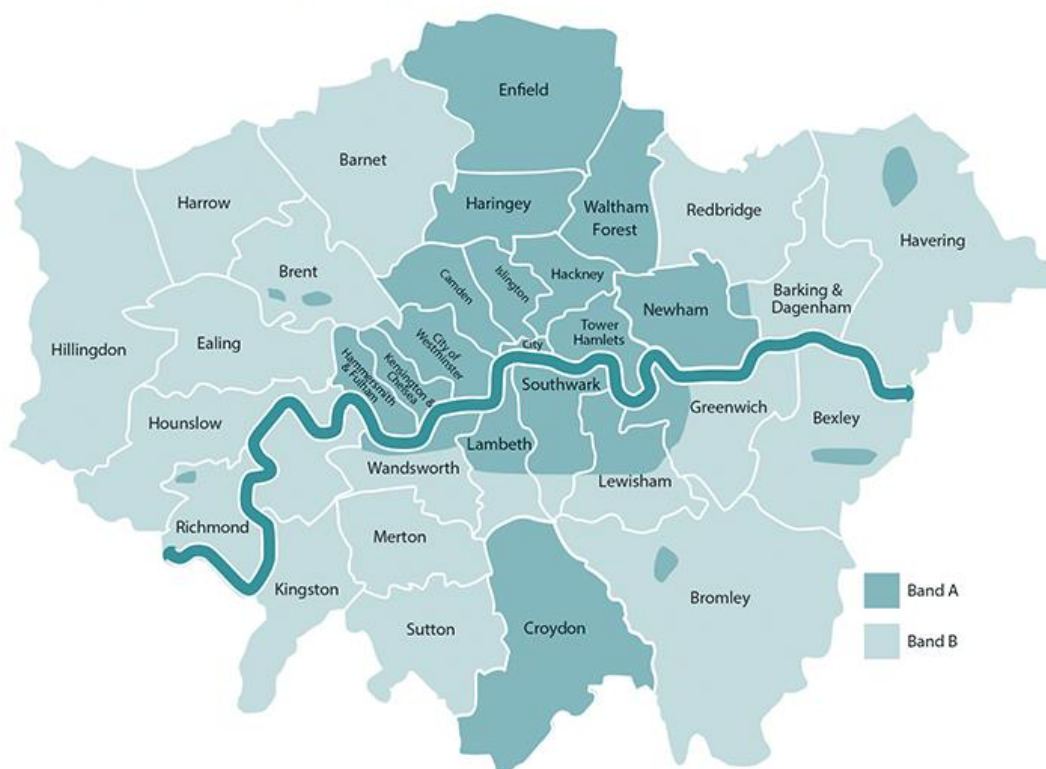 Enfield
Barnet
Harrow
Haringey
Waltham
Forest
Redbridge
Havering
Brent
Camden
Islington
Hackney
Newham
Barking &
Dagenham
Hillingdon
Ealing
Hammersmith
& Fulham
Kensington &
Chelsea
City of
Westminster
City
Tower
Hamlets
Southwark
Hounslow
Greenwich
Bexley
Lambeth
Wandsworth
Lewisham
Richmond
Merton
Kingston
Sutton
Croydon
Bromley
Band A
Band B